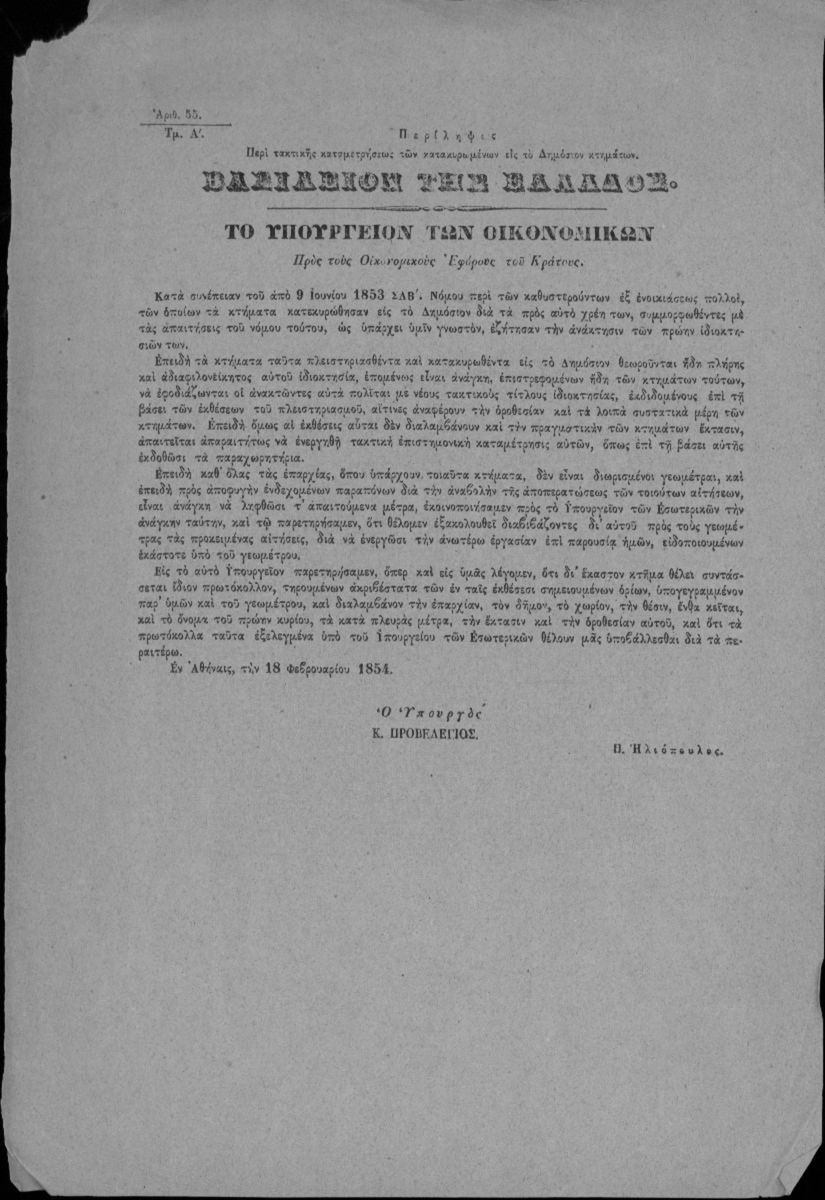 Ἀριθ. 55.
Τμ. Α΄.
Περίληψις
Περὶ τακτικῆς καταμετρήσεως τῶν κατακυρωμένων εἰς τὸ Δημόσιον κτημάτων.
ΒΑΣΙΛΕΙΟΝ ΤΗΣ ΕΛΛΑΔΟΣ.
ΤΟ ΥΠΟΥΡΓΕΙΟΝ ΤΩΝ ΟΙΚΟΝΟΜΙΚΩΝ
Πρὸς τοὺς Οἰκονομικοὺς Ἐφόρους τοῦ Κράτους.
Κατὰ συνέπειαν τοῦ ἀπὸ 9 Ἰουνίου 1853 ΣΛΒ΄. Νόμου περὶ τῶν καθυστερούντων ἐξ ἐνοικιάσεως πολλοὶ,
τῶν ὁποίων τὰ κτήματα κατεκυρώθησαν εἰς τὸ Δημόσιον διὰ τὰ πρὸς αὐτὸ χρέη των, συμμορφωθέντες μὲ
τὰς ἀπαιτήσεις τοῦ νόμου τούτου, ὡς ὑπάρχει ὑμῖν γνωστὸν, ἐζήτησαν τὴν ἀνάκτησιν τῶν πρώην ἰδιοκτη-
σιῶν των.
Ἐπειδὴ τὰ κτήματα ταῦτα πλειστηριασθέντα καὶ κατακυρωθέντα εἰς τὸ Δημόσιον θεωροῦνται ἤδη πλήρης
καὶ ἀδιαφιλονείκητος αὐτοῦ ἰδιοκτησία, ἑπομένως εἶναι ἀνάγκη, ἐπιστρεφομένων ἤδη τῶν κτημάτων τούτων,
νὰ ἐφοδιάζωνται οἱ ἀνακτῶντες αὐτὰ πολῖται με νέους τακτικοὺς τίτλους ἰδιοκτησίας, ἐκδιδομένους ἐπὶ τῇ
βάσει τῶν ἐκθέσεων τοῦ πλειστηριασμοῦ, αἵτινες ἀναφέρουν τὴν ὁροθεσίαν καὶ τὰ λοιπὰ συστατικὰ μέρη τῶν
κτημάτων. Ἐπειδὴ ὅμως αἱ ἐκθέσεις αὗται δὲν διαλαμβάνουν καὶ τὴν πραγματικὴν τῶν κτημάτων ἔκτασιν,
ἀπαιτεῖται ἀπαραιτήτως νὰ ἐνεργηθῇ τακτικὴ ἐπιστημονικὴ καταμέτρησις αὐτῶν, ὅπως ἐπὶ τῇ βάσει αὐτῆς
ἐκδοθῶσι τὰ παραχωρητήρια.
Ἐπειδὴ καθ᾽ ὅλας τὰς ἐπαρχίας, ὅπου ὑπάρχουν τοιαῦτα κτήματα, δὲν εἶναι διωρισμένοι γεωμέτραι, καὶ
ἐπειδὴ πρὸς ἀποφυγὴν ἐνδεχομένων παραπόνων διὰ τὴν ἀναβολὴν τῆς ἀποπερατώσεως τῶν τοιούτων αἰτήσεων,
εἶναι ἀνάγκη νὰ ληφθῶσι τ᾽ ἀπαιτούμενα μέτρα, ἐκοινοποιήσαμεν πρὸς τὸ Ὑπουργεῖον τῶν Ἐσωτερικῶν τὴν
ἀνάγκην ταύτην, καὶ τῷ παρετηρήσαμεν, ὅτι θέλομεν ἐξακολουθεῖ διαβιβάζοντες δι᾽ αὐτοῦ πρὸς τοὺς γεωμέ-
τρας τὰς προκειμένας αἰτήσεις, διὰ νὰ ἐνεργῶσι τὴν ἀνωτέρω ἐργασίαν ἐπὶ παρουσίᾳ ἡμῶν, εἰδοποιουμένων
ἑκάστοτε ὑπὸ τοῦ γεωμέτρου.
Εἰς τὸ αὐτὸ Ὑπουργεῖον παρετηρήσαμεν, ὅπερ καὶ εἰς ὑμᾶς λέγομεν, ὅτι δι᾽ ἕκαστον κτῆμα θέλει συντάσ-
σεται ἴδιον πρωτόκολλον, τηρουμένων ἀκριβέστατα τῶν ἐν ταῖς ἐκθέσεσι σημειουμένων ὁρίων, ὑπογεγραμμένον
παρ᾽ ὑμῶν καὶ τοῦ γεωμέτρου, καὶ διαλαμβάνον τὴν ἐπαρχίαν, τὸν δῆμον, τὸ χωρίον, τὴν θέσιν, ἔνθα κεῖται,
καὶ τὸ ὄνομα τοῦ πρώην κυρίου, τὰ κατὰ πλευρὰς μέτρα, τὴν ἔκτασιν καὶ τὴν ὁροθεσίαν αὐτοῦ, καὶ ὅτι τὰ
πρωτόκολλα ταῦτα ἐξελεγμένα ὑπὸ τοῦ Ὑπουργείου τῶν Ἐσωτερικῶν θέλουν μᾶς ὑποβάλλεσθαι διὰ τὰ πε-
ραιτέρω.
Ἐν Ἀθήναις, τὴν 18 Φεβρουαρίου 1854.
Ὁ Ὑπουργὸς
Κ. ΠΡΟΒΕΛΕΓΙΟΣ.
Π. Ἠλιόπουλος.